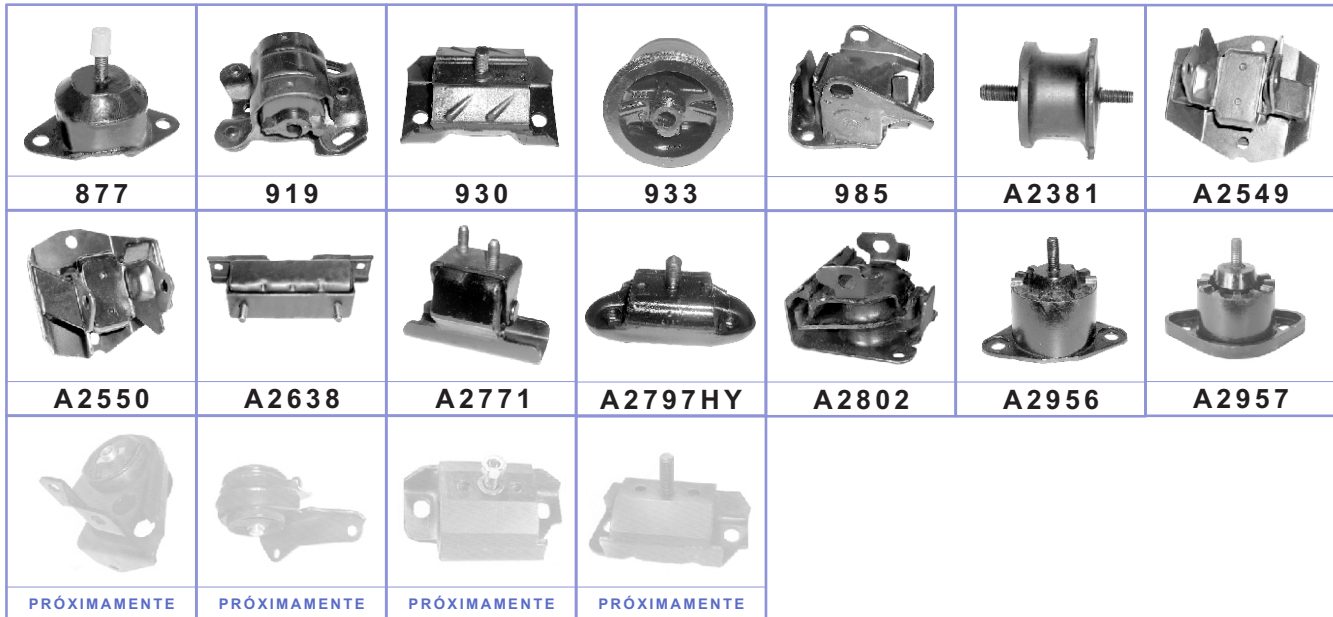 877 919 930 933 985 A2381 A2549
A2550 A2638 A2771 A2797HY A2802 A2956 A2957
PRÓXIMAMENTE PRÓXIMAMENTE PRÓXIMAMENTE PRÓXIMAMENTE